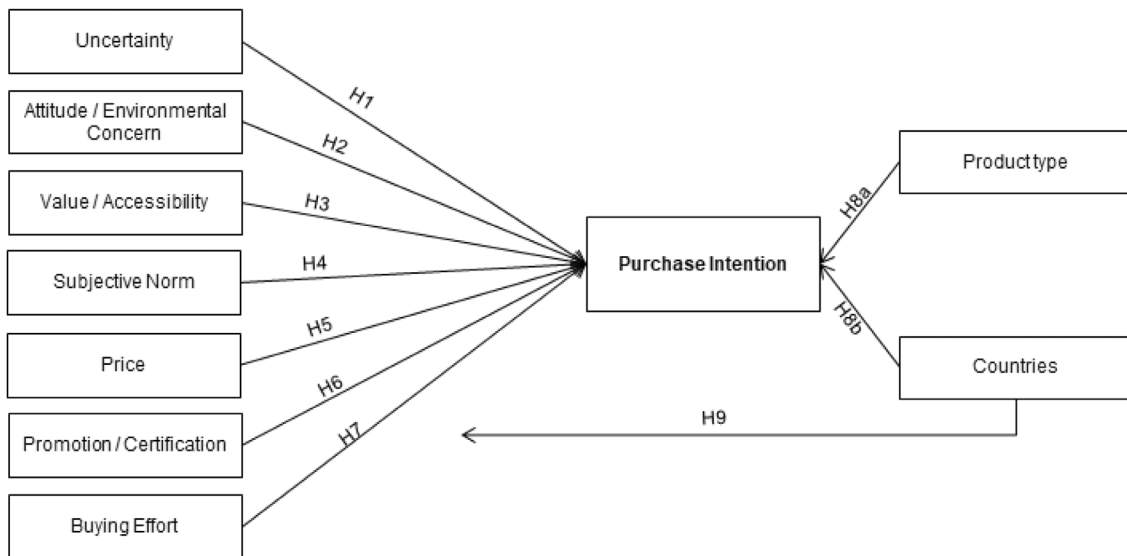 Uncertainty
H1
Attitude / Environmental
Concern
H2
Value / Accessibility
H3
Subjective Norm
H4
Price
H5
Promotion / Certification
H6
Buying Effort
H7
Purchase Intention
Product type
H8a
H8b
Countries
H9